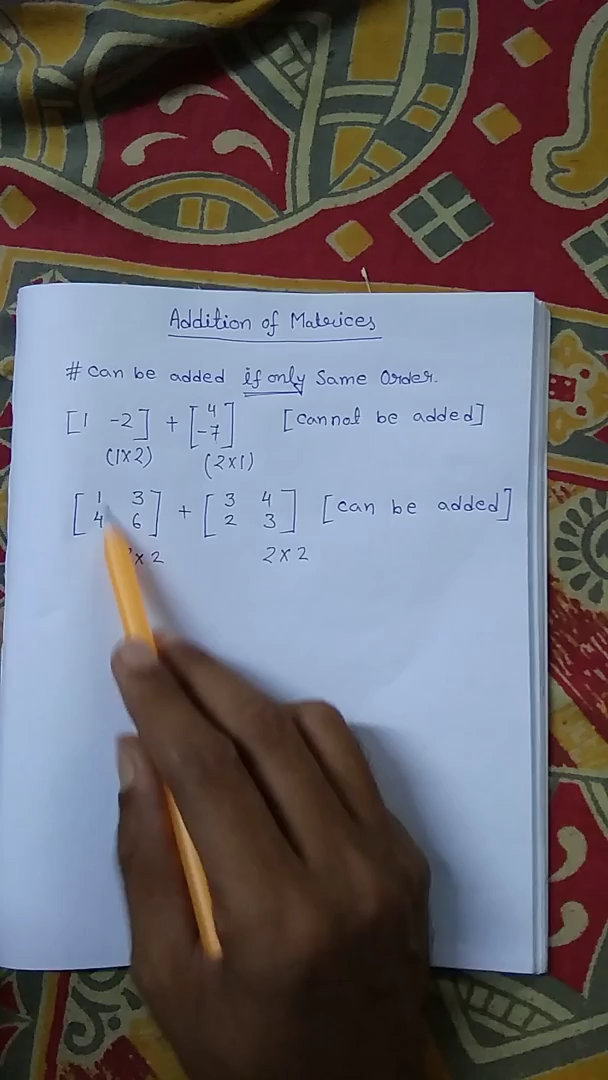 Addition of Matrices
# can be added if only Same Order.
[1 -2] + [4 -7] [cannot be added]
(1x2) (2x1)
[1 3 + [3 4 [can be added]
4 6] 2 3]
x 2 2x2